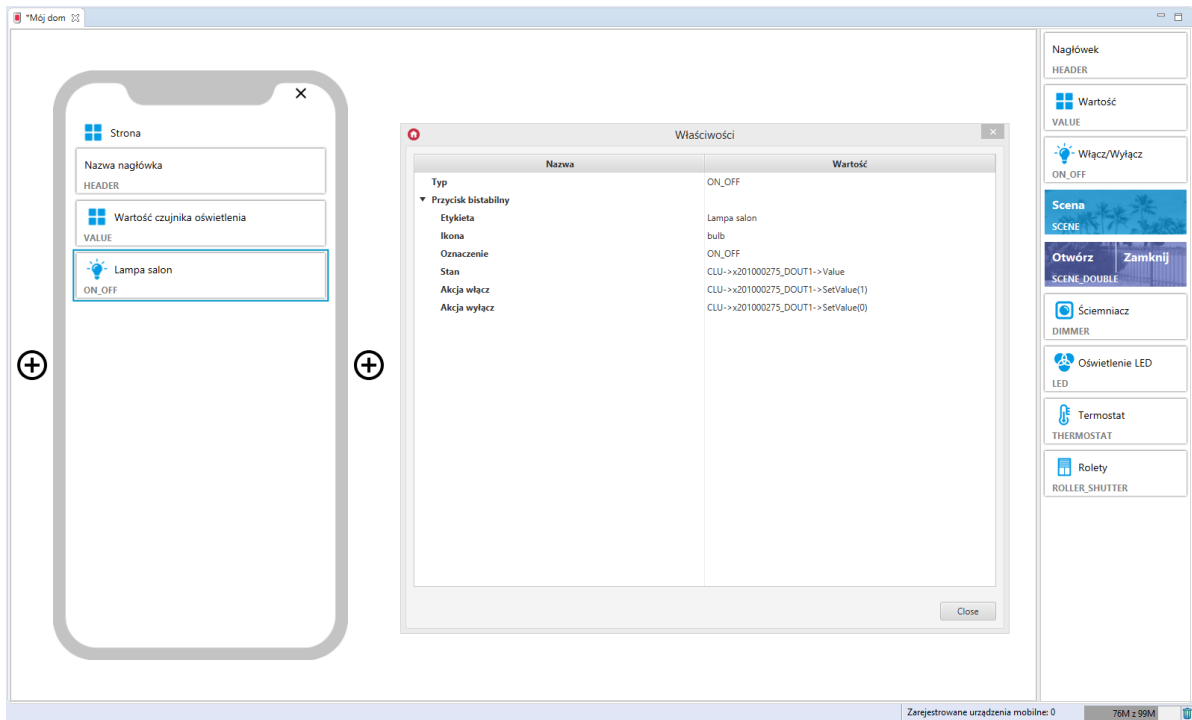 *Mój dom
Strona
Nazwa nagłówka
HEADER
Wartość czujnika oświetlenia
VALUE
Lampa salon
ON_OFF
Właściwości
Nazwa Wartość
Typ ON_OFF
Przycisk bistabilny
Etykieta Lampa salon
Ikona bulb
Oznaczenie ON_OFF
Stan CLU->x201000275_DOUT1->Value
Akcja włącz CLU->x201000275_DOUT1->SetValue(1)
Akcja wyłącz CLU->x201000275_DOUT1->SetValue(0)
Close
Nagłówek
HEADER
Wartość
VALUE
Włącz/Wyłącz
ON_OFF
Scena
SCENE
Otwórz Zamknij
SCENE_DOUBLE
Ściemniacz
DIMMER
Oświetlenie LED
LED
Termostat
THERMOSTAT
Rolety
ROLLER_SHUTTER
Zarejestrowane urządzenia mobilne: 0 76M z 99M